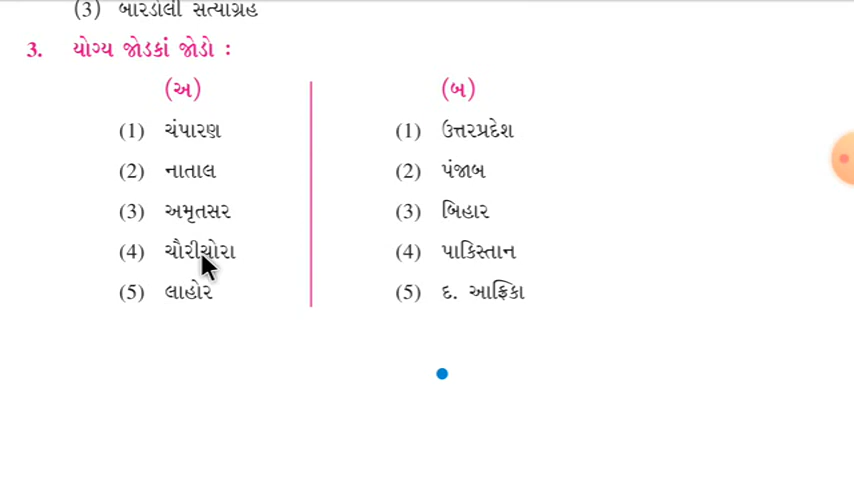 (3) બારડોલી સત્યાગ્રહ
3. યોગ્ય જોડકાં જોડો :
(અ) (બ)
(1) ચંપારણ (1) ઉત્તરપ્રદેશ
(2) નાતાલ (2) પંજાબ
(3) અમૃતસર (3) બિહાર
(4) ચૌરીચોરા (4) પાકિસ્તાન
(5) લાહોર (5) દ. આફ્રિકા